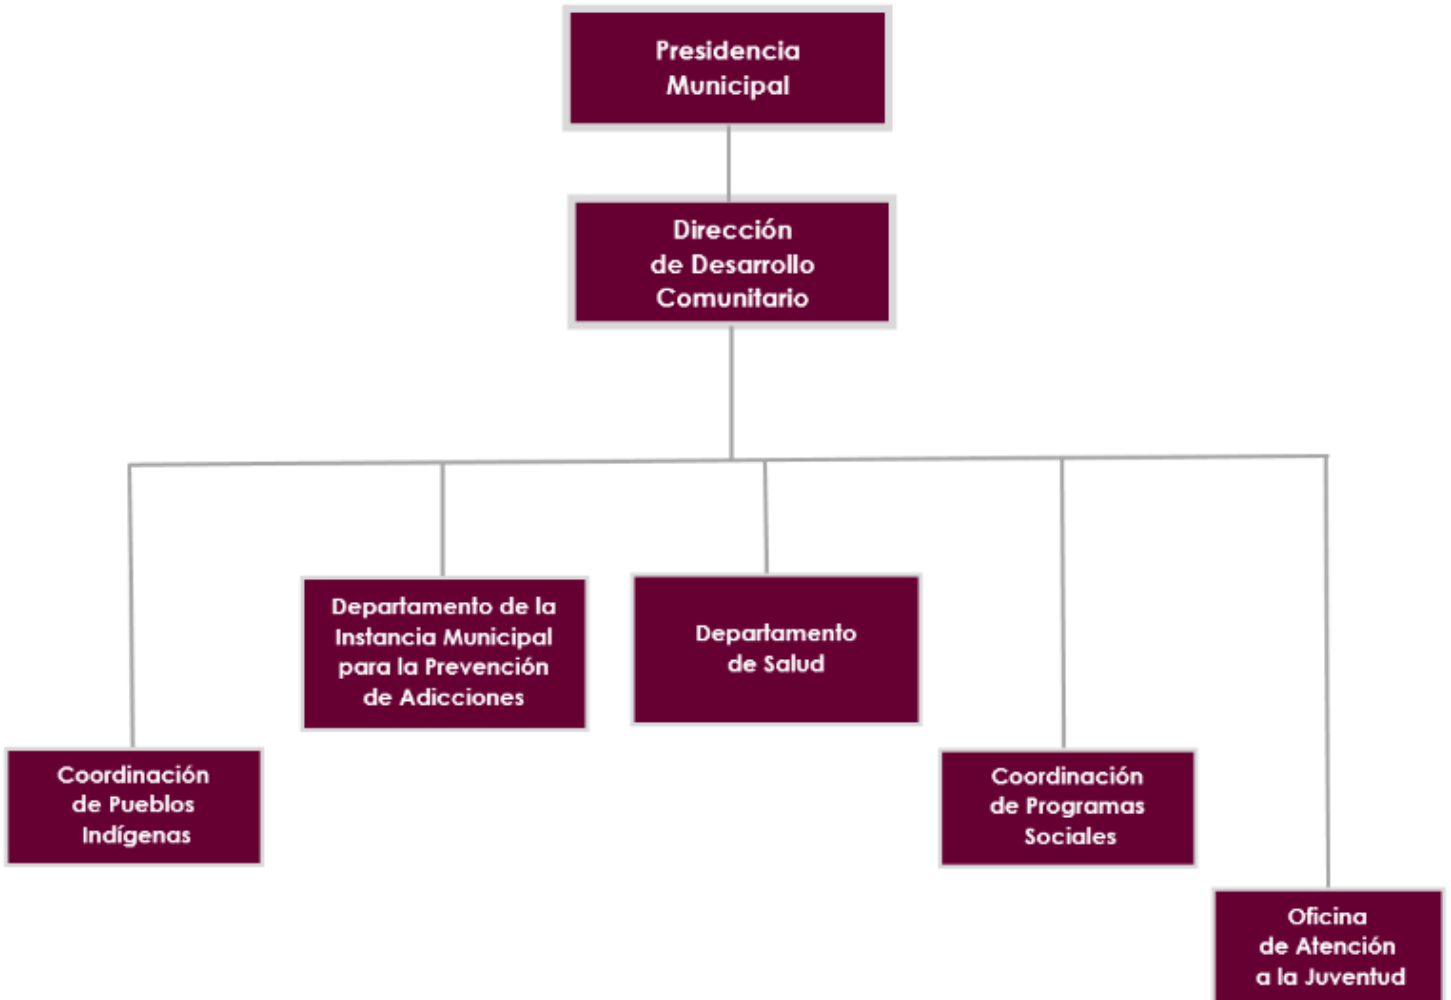 Presidencia
Municipal
Dirección
de Desarrollo
Comunitario
Departamento de la
Instancia Municipal
para la Prevención
de Adicciones
Departamento
de Salud
Coordinación
de Pueblos
Indígenas
Coordinación
de Programas
Sociales
Oficina
de Atención
a la Juventud